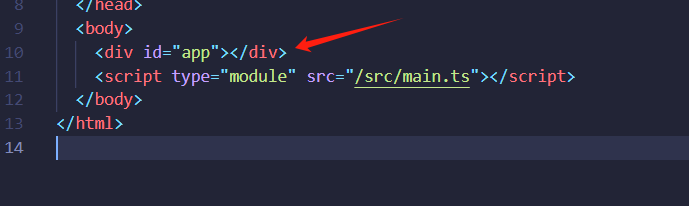 8 </head>
9 <body>
10 <div id="app"></div>
11 <script type="module" src="/src/main.ts"></script>
12 </body>
13 </html>
14